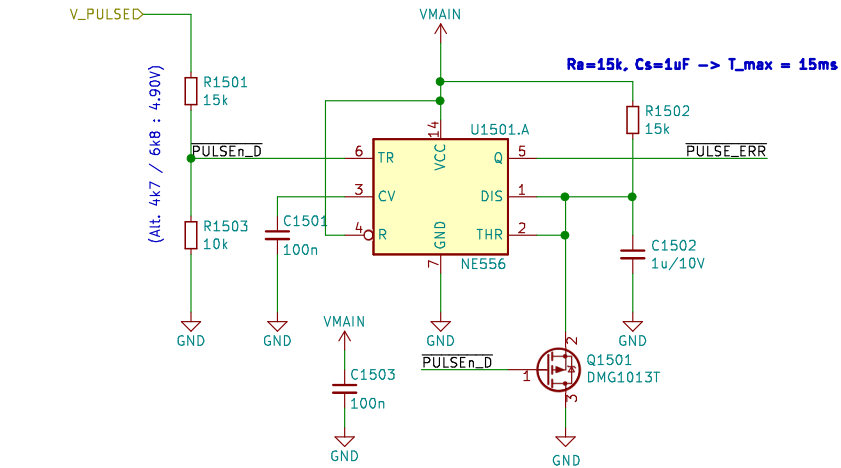 V_PULSE
VMAIN
Ra=15k, Cs=1uF -> T_max = 15ms
R1501
15k
R1502
15k
(Alt. 4k7 / 6k8 : 4.90V)
14
U1501.A
PULSEn_D
6
TR
VCC
Q
5
PULSE_ERR
3
CV
DIS
1
C1501
100n
R1503
10k
4
R
GND
THR
2
C1502
1u/10V
7
NE556
GND
GND
GND
GND
VMAIN
2
PULSEn_D
1
Q1501
DMG1013T
C1503
100n
3
GND
GND